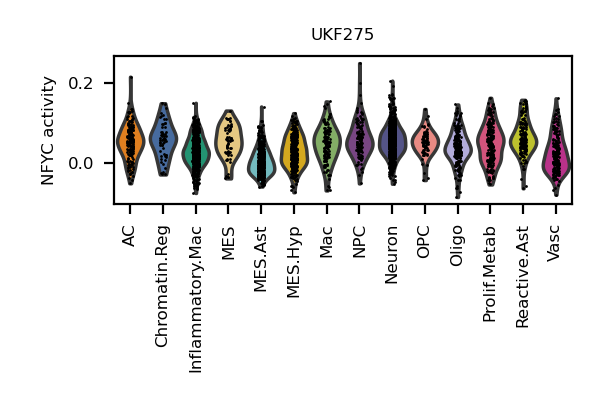 UKF275
NFYC activity
0.2
0.0
AC
Chromatin.Reg
Inflammatory.Mac
MES
MES.Ast
MES.Hyp
Mac
NPC
Neuron
OPC
Oligo
Prolif.Metab
Reactive.Ast
Vasc